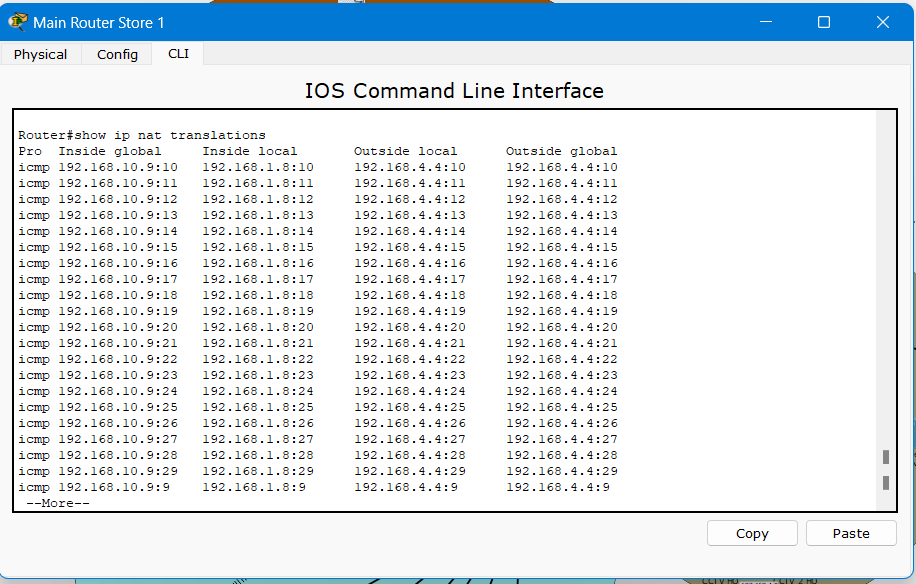 Main Router Store 1
Physical Config CLI
IOS Command Line Interface
Router#show ip nat translations
Pro Inside global Inside local Outside local Outside global
icmp 192.168.10.9:10 192.168.1.8:10 192.168.4.4:10 192.168.4.4:10
icmp 192.168.10.9:11 192.168.1.8:11 192.168.4.4:11 192.168.4.4:11
icmp 192.168.10.9:12 192.168.1.8:12 192.168.4.4:12 192.168.4.4:12
icmp 192.168.10.9:13 192.168.1.8:13 192.168.4.4:13 192.168.4.4:13
icmp 192.168.10.9:14 192.168.1.8:14 192.168.4.4:14 192.168.4.4:14
icmp 192.168.10.9:15 192.168.1.8:15 192.168.4.4:15 192.168.4.4:15
icmp 192.168.10.9:16 192.168.1.8:16 192.168.4.4:16 192.168.4.4:16
icmp 192.168.10.9:17 192.168.1.8:17 192.168.4.4:17 192.168.4.4:17
icmp 192.168.10.9:18 192.168.1.8:18 192.168.4.4:18 192.168.4.4:18
icmp 192.168.10.9:19 192.168.1.8:19 192.168.4.4:19 192.168.4.4:19
icmp 192.168.10.9:20 192.168.1.8:20 192.168.4.4:20 192.168.4.4:20
icmp 192.168.10.9:21 192.168.1.8:21 192.168.4.4:21 192.168.4.4:21
icmp 192.168.10.9:22 192.168.1.8:22 192.168.4.4:22 192.168.4.4:22
icmp 192.168.10.9:23 192.168.1.8:23 192.168.4.4:23 192.168.4.4:23
icmp 192.168.10.9:24 192.168.1.8:24 192.168.4.4:24 192.168.4.4:24
icmp 192.168.10.9:25 192.168.1.8:25 192.168.4.4:25 192.168.4.4:25
icmp 192.168.10.9:26 192.168.1.8:26 192.168.4.4:26 192.168.4.4:26
icmp 192.168.10.9:27 192.168.1.8:27 192.168.4.4:27 192.168.4.4:27
icmp 192.168.10.9:28 192.168.1.8:28 192.168.4.4:28 192.168.4.4:28
icmp 192.168.10.9:29 192.168.1.8:29 192.168.4.4:29 192.168.4.4:29
icmp 192.168.10.9:9 192.168.1.8:9 192.168.4.4:9 192.168.4.4:9
--More--
Copy Paste